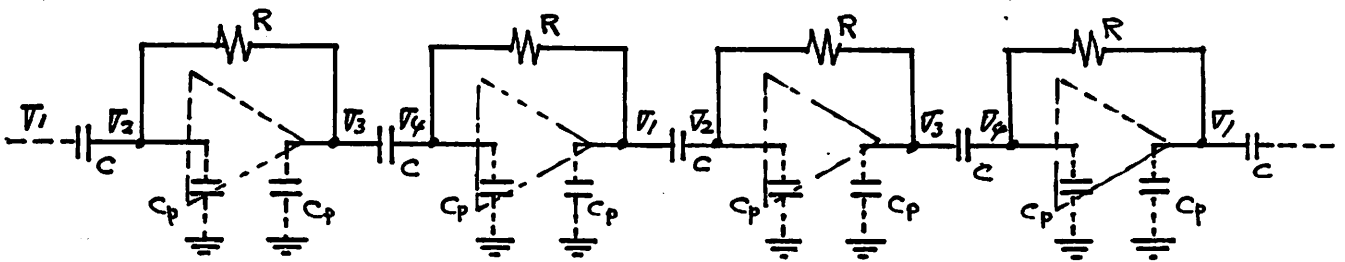 R R R R
V1 V2 V3 V4 V1 V2 V3 V4 V1
C C C C C
Cp Cp Cp Cp Cp Cp Cp Cp